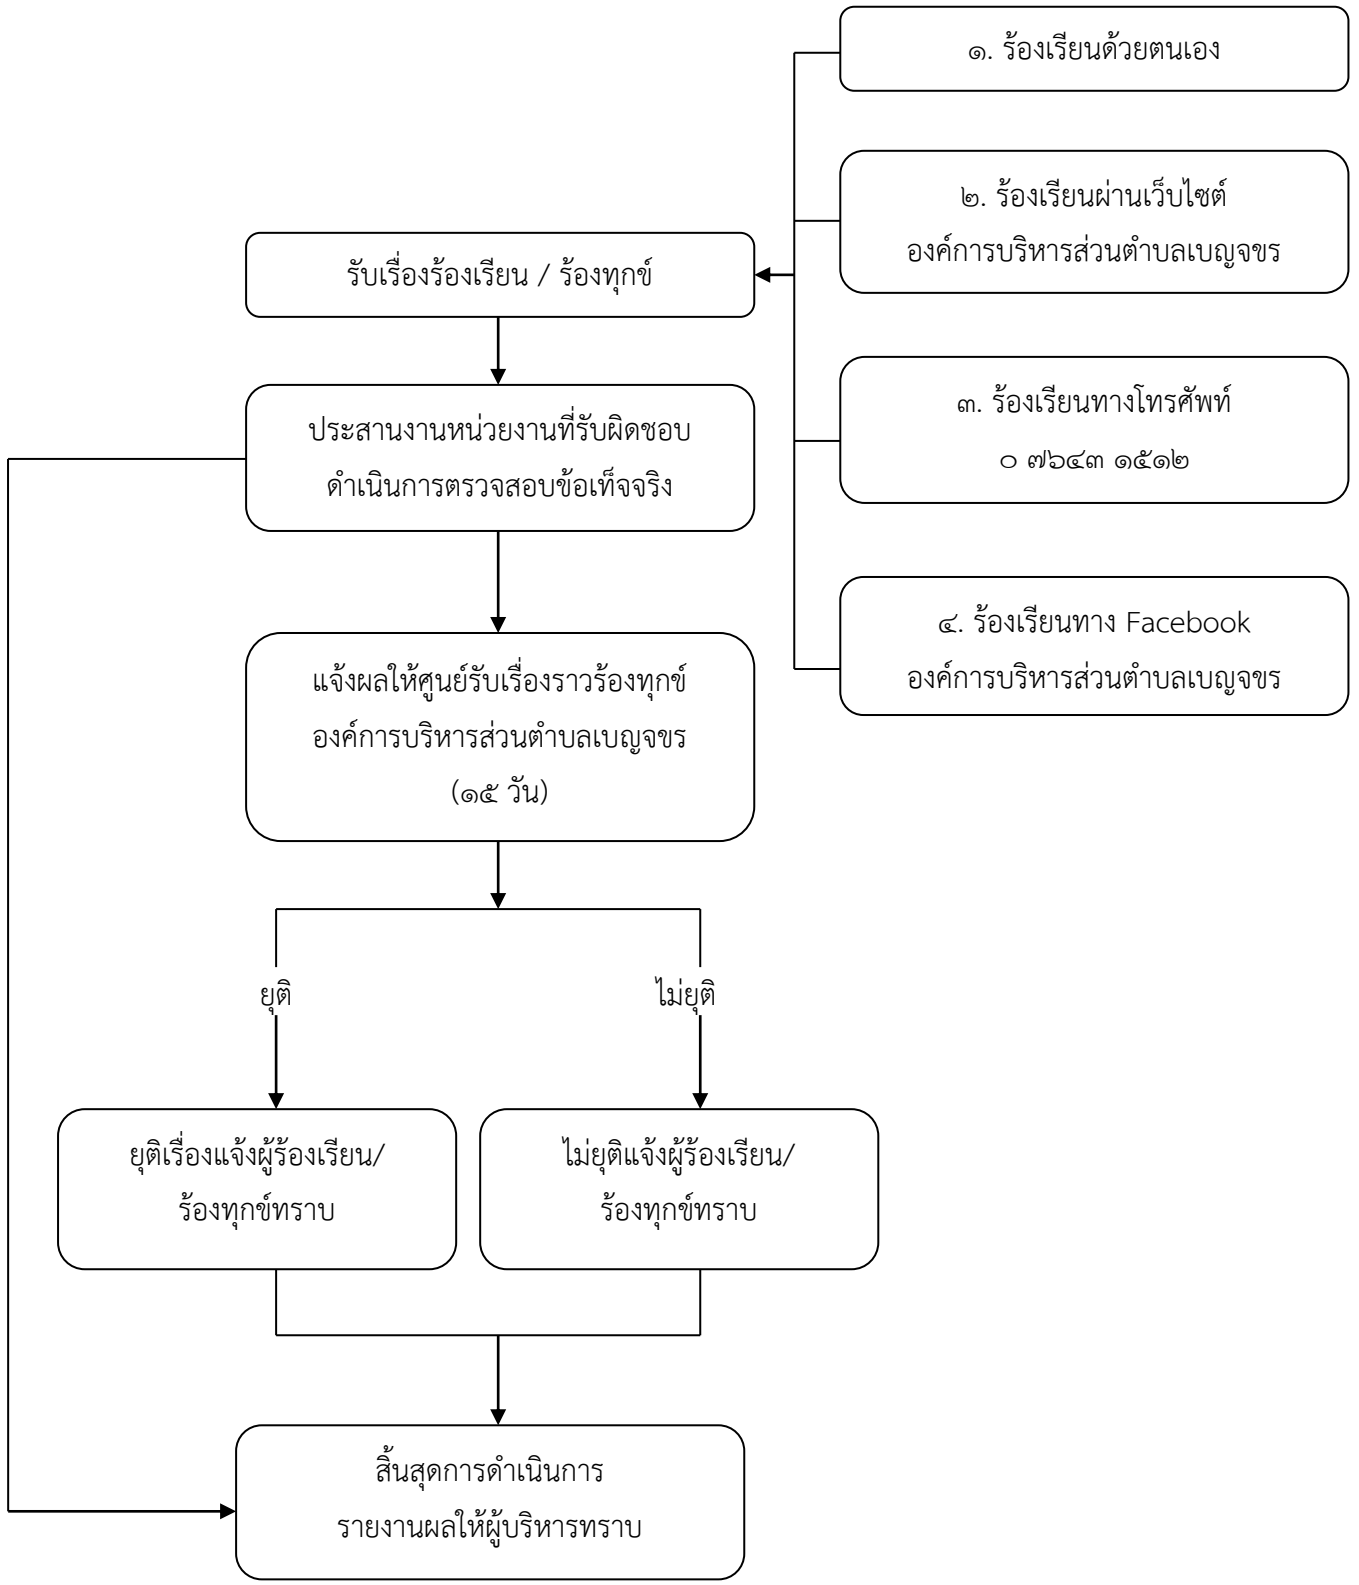 ๑. ร้องเรียนด้วยตนเอง
๒. ร้องเรียนผ่านเว็บไซต์
องค์การบริหารส่วนตำบลเบญจขร
รับเรื่องร้องเรียน / ร้องทุกข์
๓. ร้องเรียนทางโทรศัพท์
๐ ๗๖๔๓ ๑๕๑๒
ประสานงานหน่วยงานที่รับผิดชอบ
ดำเนินการตรวจสอบข้อเท็จจริง
๔. ร้องเรียนทาง Facebook
องค์การบริหารส่วนตำบลเบญจขร
แจ้งผลให้ศูนย์รับเรื่องราวร้องทุกข์
องค์การบริหารส่วนตำบลเบญจขร
(๑๕ วัน)
ยุติ
ไม่ยุติ
ยุติเรื่องแจ้งผู้ร้องเรียน/
ร้องทุกข์ทราบ
ไม่ยุติแจ้งผู้ร้องเรียน/
ร้องทุกข์ทราบ
สิ้นสุดการดำเนินการ
รายงานผลให้ผู้บริหารทราบ